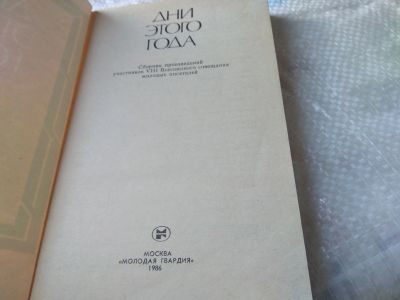 ДНИ
ЭТОГО
ГОДА
Сборник произведений
участников VIII Всесоюзного совещания
молодых писателей
МОСКВА
«МОЛОДАЯ ГВАРДИЯ»
1986